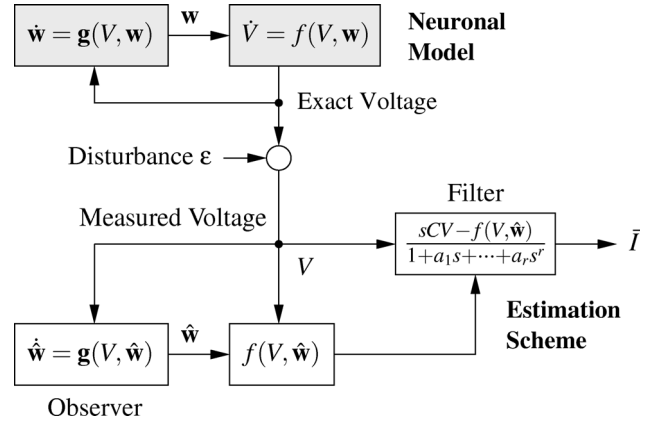 ẇ = g(V, w)
w
V̇ = f(V, w)
Neuronal
Model
Exact Voltage
Disturbance ε
Filter
Measured Voltage
sCV−f(V,ŵ)
1+a₁s+···+aᵣsʳ
Ī
V
Estimation
Scheme
ŵ̇ = g(V, ŵ)
ŵ
f(V, ŵ)
Observer